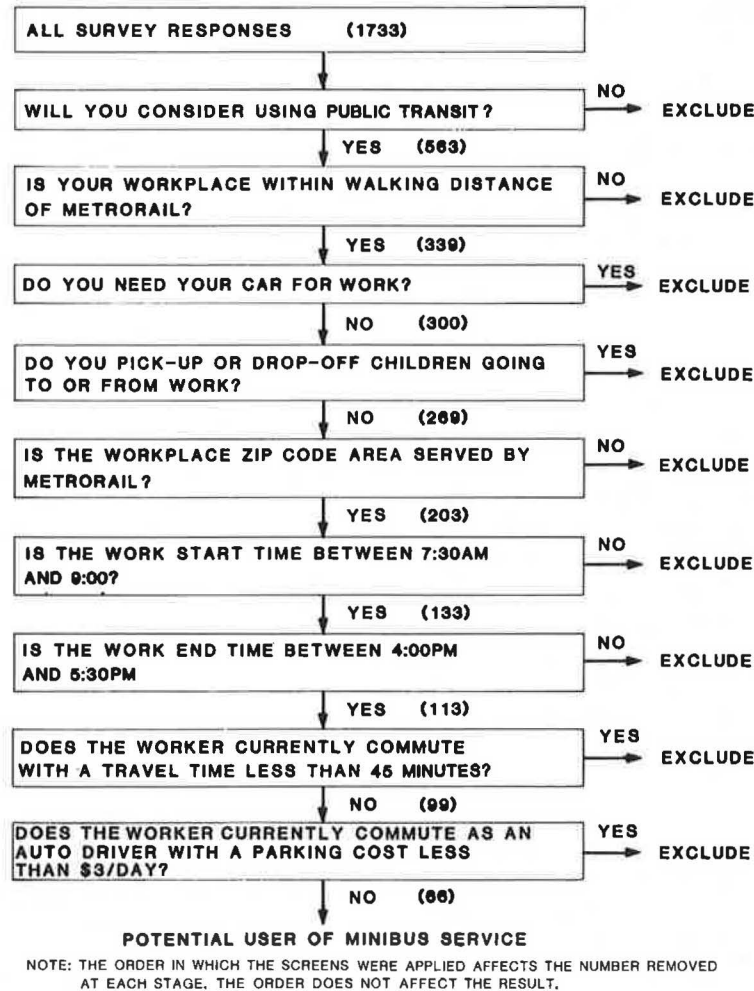 ALL SURVEY RESPONSES (1733)
WILL YOU CONSIDER USING PUBLIC TRANSIT?
NO
EXCLUDE
YES (563)
IS YOUR WORKPLACE WITHIN WALKING DISTANCE
OF METRORAIL?
NO
EXCLUDE
YES (339)
DO YOU NEED YOUR CAR FOR WORK?
YES
EXCLUDE
NO (300)
DO YOU PICK-UP OR DROP-OFF CHILDREN GOING
TO OR FROM WORK?
YES
EXCLUDE
NO (269)
IS THE WORKPLACE ZIP CODE AREA SERVED BY
METRORAIL?
NO
EXCLUDE
YES (203)
IS THE WORK START TIME BETWEEN 7:30AM
AND 9:00?
NO
EXCLUDE
YES (133)
IS THE WORK END TIME BETWEEN 4:00PM
AND 5:30PM
NO
EXCLUDE
YES (113)
DOES THE WORKER CURRENTLY COMMUTE
WITH A TRAVEL TIME LESS THAN 45 MINUTES?
YES
EXCLUDE
NO (99)
DOES THE WORKER CURRENTLY COMMUTE AS AN
AUTO DRIVER WITH A PARKING COST LESS
THAN $3/DAY?
YES
EXCLUDE
NO (66)
POTENTIAL USER OF MINIBUS SERVICE
NOTE: THE ORDER IN WHICH THE SCREENS WERE APPLIED AFFECTS THE NUMBER REMOVED
AT EACH STAGE. THE ORDER DOES NOT AFFECT THE RESULT.